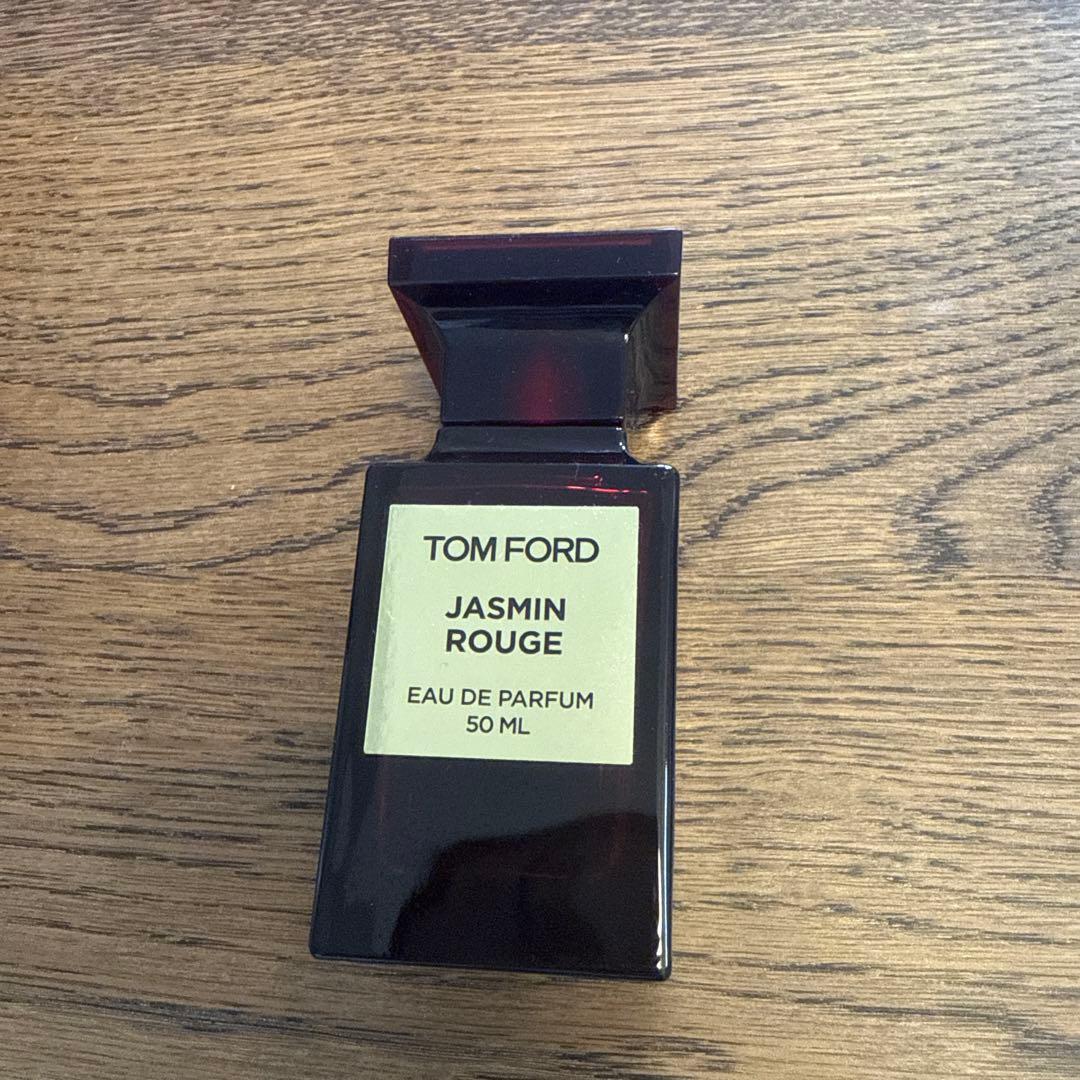 TOM FORD
JASMIN
ROUGE
EAU DE PARFUM
50 ML